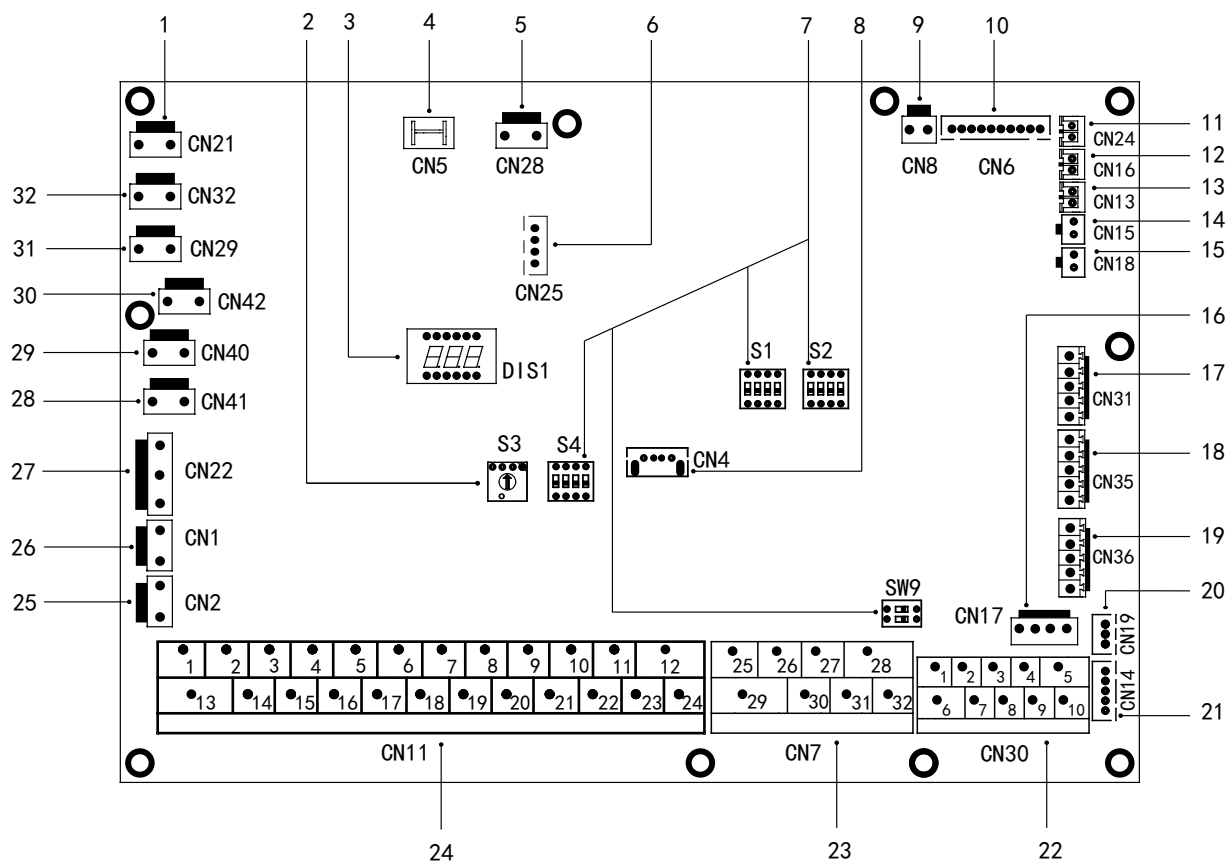 1 2 3 4 5 6 7 8 9 10
CN21 CN5 CN28 CN8 CN6 CN24 11
CN16 12
32 CN32 CN13 13
CN15 14
31 CN29 CN18 15
30 CN42 CN25 16
29 CN40 DIS1 S1 S2
28 CN41 CN31 17
27 CN22 S3 S4 CN4 CN35 18
26 CN1 CN36 19
25 CN2 SW9 CN17 CN19 20
1 2 3 4 5 6 7 8 9 10 11 12 25 26 27 28 1 2 3 4 5 CN14
13 14 15 16 17 18 19 20 21 22 23 24 29 30 31 32 6 7 8 9 10 21
CN11 CN7 CN30
24 23 22